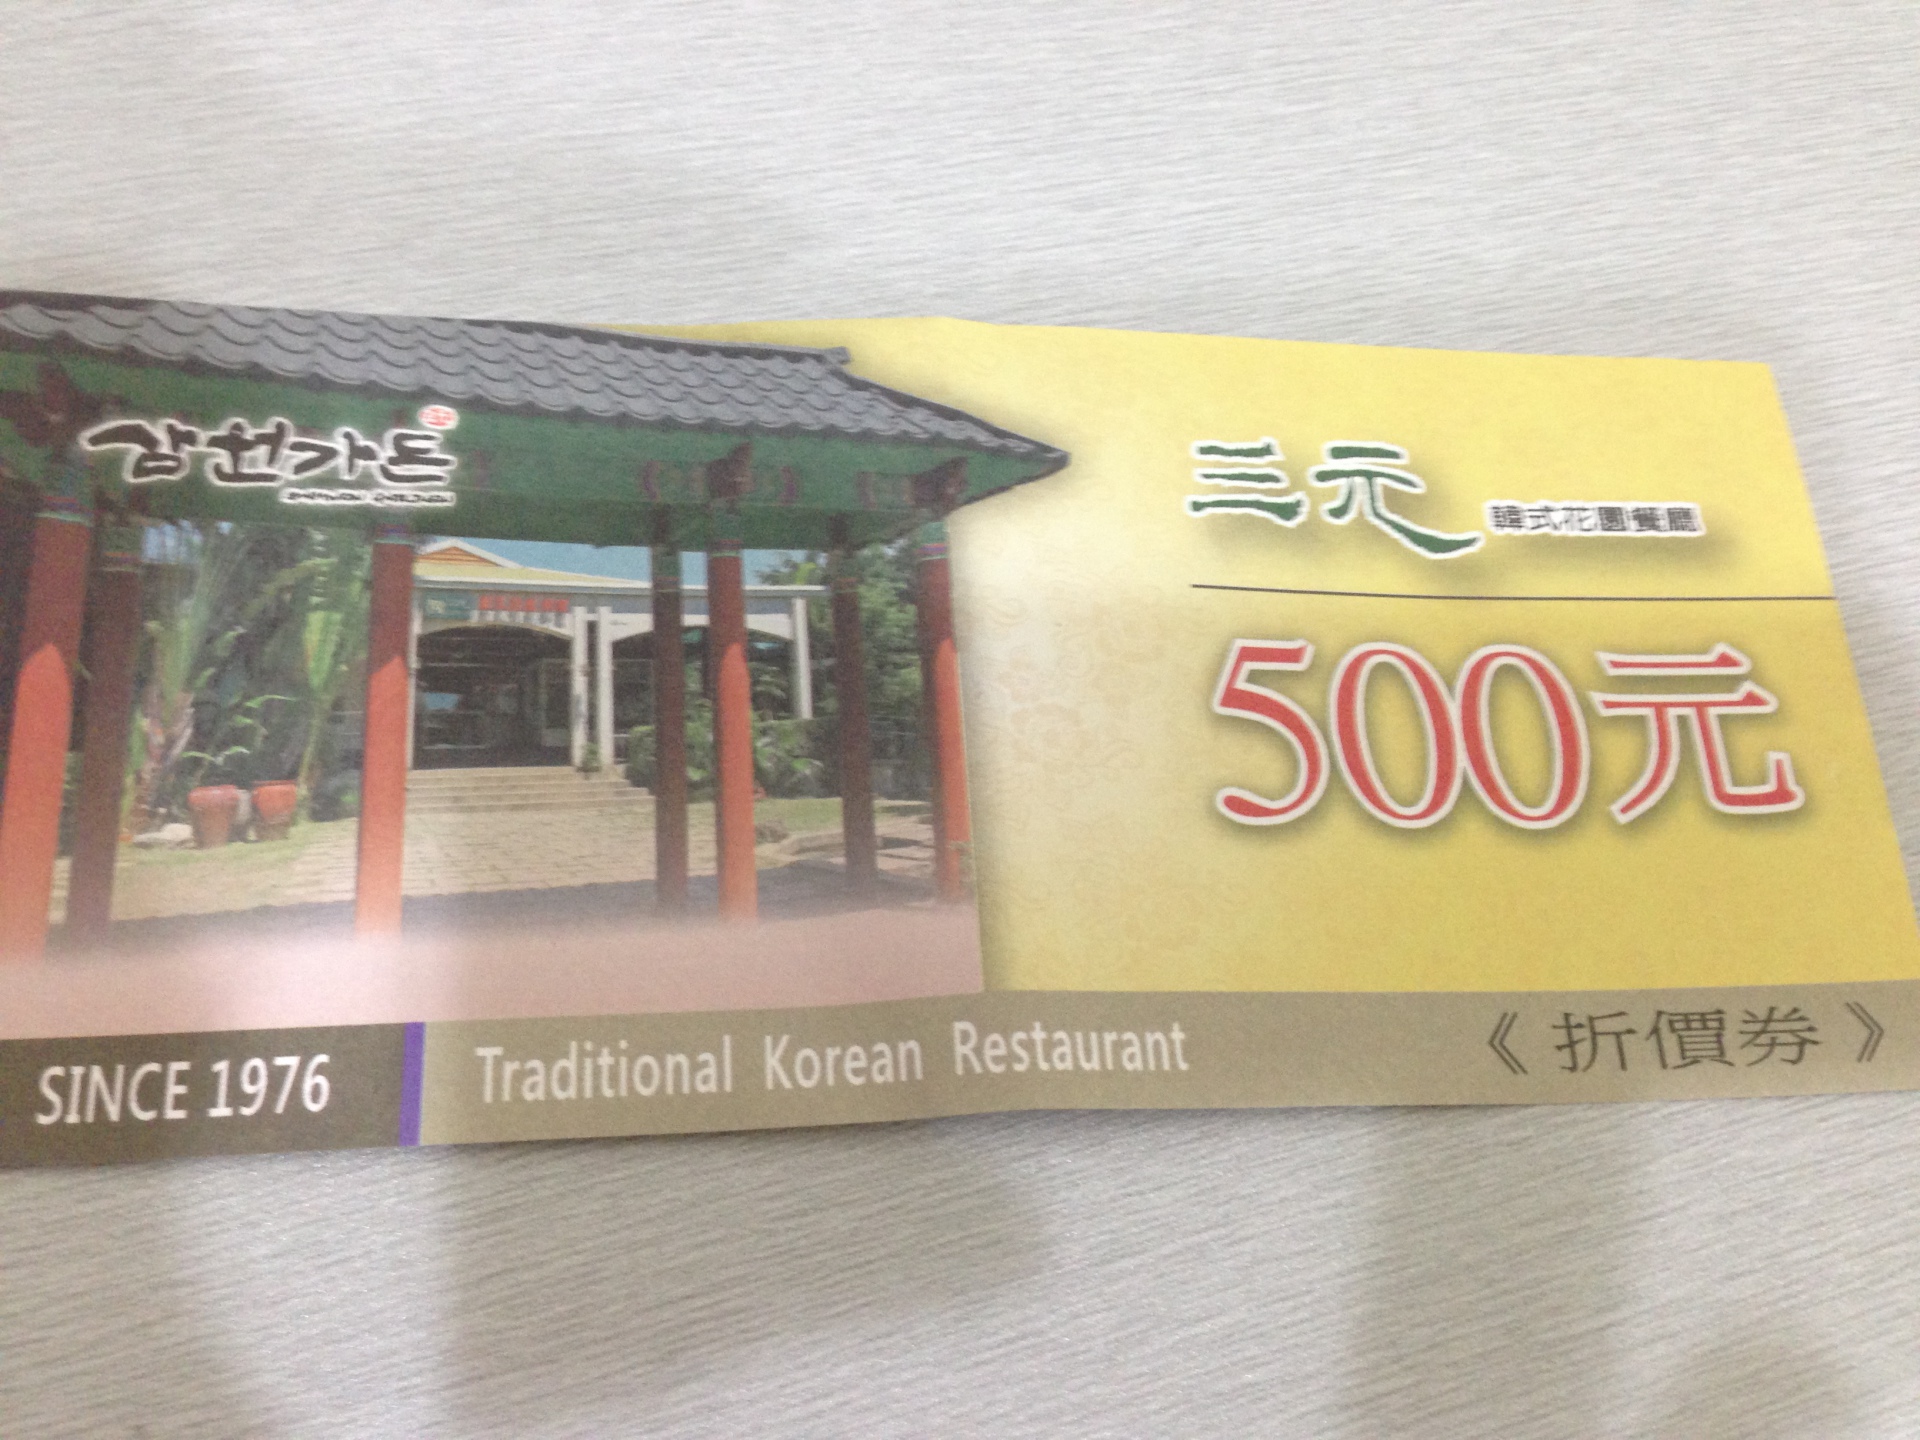 삼원가든
三元 韓式花園餐廳
500元
SINCE 1976
Traditional Korean Restaurant
《折價券》